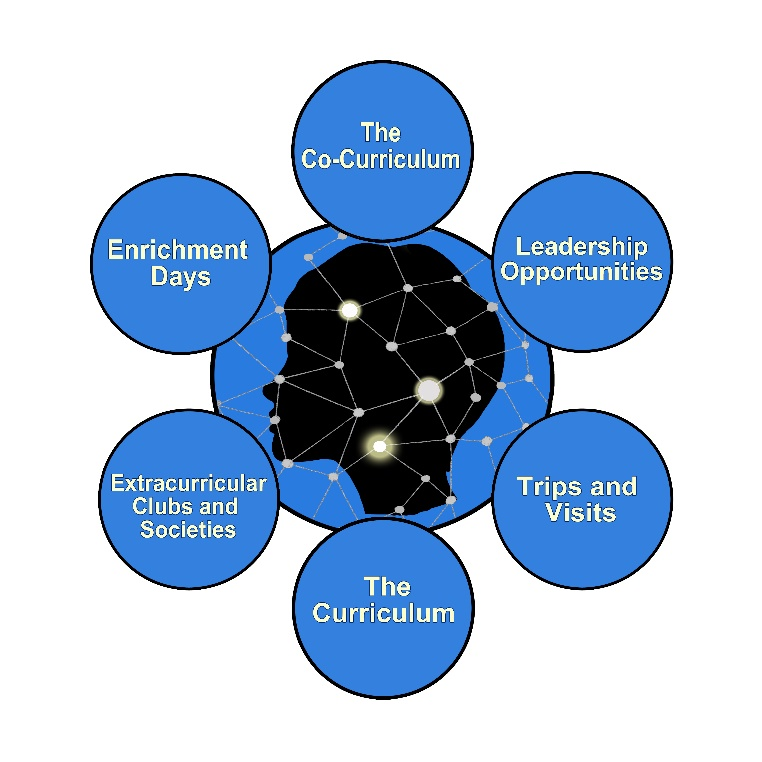 The
Co-Curriculum
Leadership
Opportunities
Trips and
Visits
The
Curriculum
Extracurricular
Clubs and
Societies
Enrichment
Days